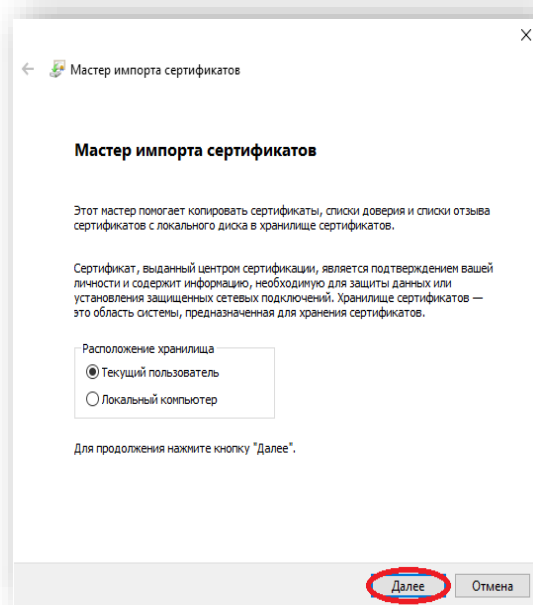 Мастер импорта сертификатов
Мастер импорта сертификатов
Этот мастер помогает копировать сертификаты, списки доверия и списки отзыва
сертификатов с локального диска в хранилище сертификатов.
Сертификат, выданный центром сертификации, является подтверждением вашей
личности и содержит информацию, необходимую для защиты данных или
установления защищенных сетевых подключений. Хранилище сертификатов —
это область системы, предназначенная для хранения сертификатов.
Расположение хранилища
Текущий пользователь
Локальный компьютер
Для продолжения нажмите кнопку "Далее".
Далее
Отмена